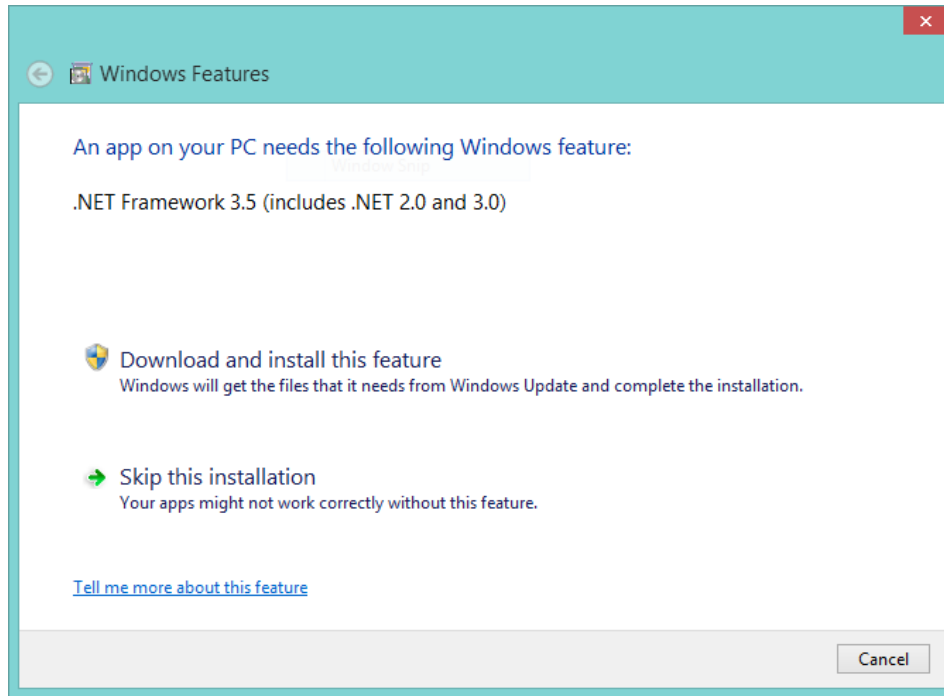 Windows Features
An app on your PC needs the following Windows feature:
Window Snip
.NET Framework 3.5 (includes .NET 2.0 and 3.0)
Download and install this feature
Windows will get the files that it needs from Windows Update and complete the installation.
Skip this installation
Your apps might not work correctly without this feature.
Tell me more about this feature
Cancel